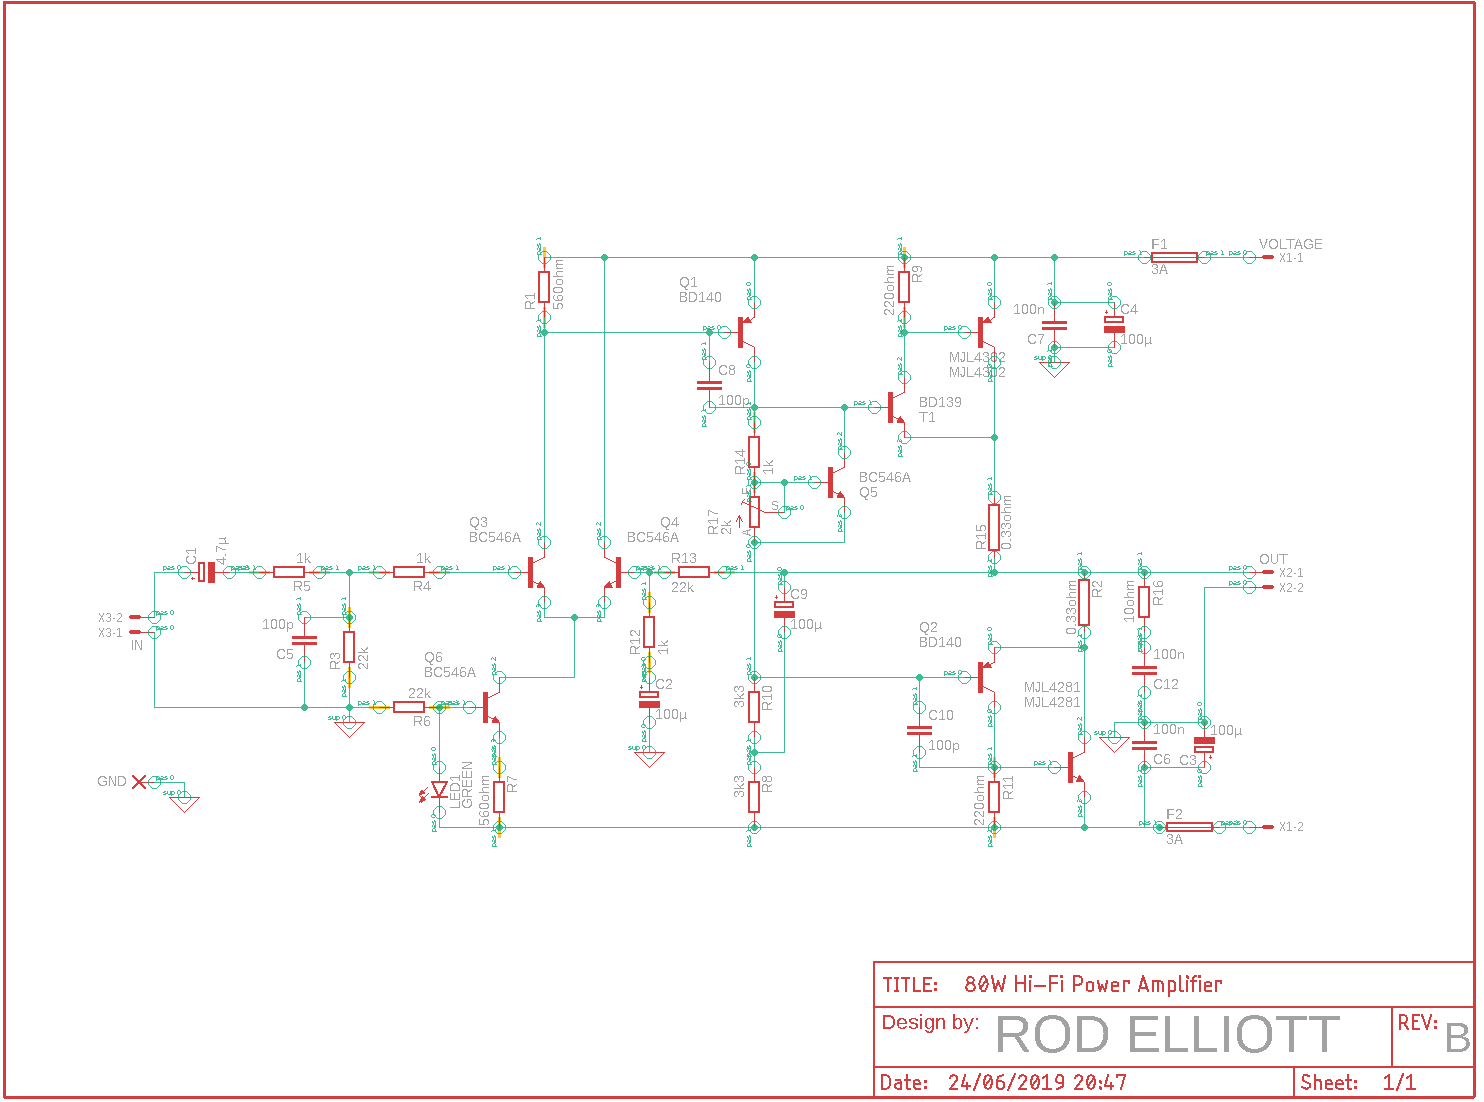 F1
VOLTAGE
X1-1
3A
R1
560ohm
Q1
BD140
R9
220ohm
100n
C7
C4
100µ
MJL4302
MJL4302
C8
100p
BD139
T1
R14
1k
BC546A
Q5
R17
2k
E
S
A
Q3
BC546A
Q4
BC546A
R15
0.33ohm
C1
4.7µ
1k
R5
1k
R4
R13
22k
OUT
X2-1
X2-2
X3-2
X3-1
IN
100p
C5
R3
22k
R12
1k
C9
100µ
R2
0.33ohm
R16
10ohm
Q2
BD140
Q6
BC546A
22k
R6
C2
100µ
3k3
R10
MJL4281
MJL4281
100n
C12
C10
100p
100n
C6
C3
100µ
GND
LED1
GREEN
560ohm
R7
3k3
R8
220ohm
R11
F2
3A
X1-2
TITLE: 80W Hi-Fi Power Amplifier
Design by: ROD ELLIOTT
REV: B
Date: 24/06/2019 20:47
Sheet: 1/1